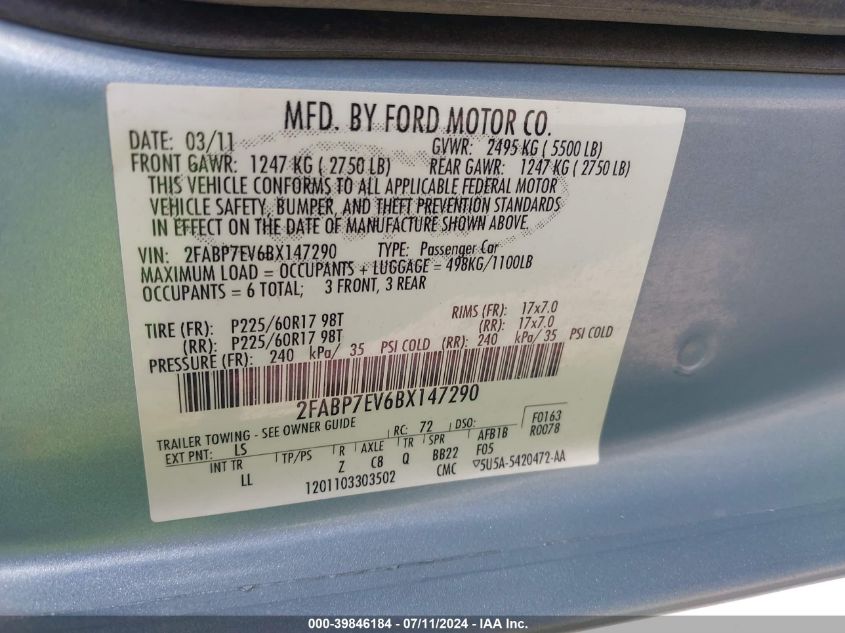 MFD. BY FORD MOTOR CO.
DATE: 03/11 GVWR: 2495 KG ( 5500 LB)
FRONT GAWR: 1247 KG ( 2750 LB) REAR GAWR: 1247 KG ( 2750 LB)
THIS VEHICLE CONFORMS TO ALL APPLICABLE FEDERAL MOTOR
VEHICLE SAFETY, BUMPER, AND THEFT PREVENTION STANDARDS
IN EFFECT ON THE DATE OF MANUFACTURE SHOWN ABOVE.
VIN: 2FABP7EV6BX147290 TYPE: Passenger Car
MAXIMUM LOAD = OCCUPANTS + LUGGAGE = 498KG/1100LB
OCCUPANTS = 6 TOTAL; 3 FRONT, 3 REAR
TIRE (FR): P225/60R17 98T RIMS (FR): 17x7.0
(RR): P225/60R17 98T (RR): 17x7.0
PRESSURE (FR): 240 kPa/ 35 PSI COLD (RR): 240 kPa/ 35 PSI COLD
2FABP7EV6BX147290
TRAILER TOWING - SEE OWNER GUIDE F0163
EXT PNT: LS RC: 72 DSO: R0078
INT TR TP/PS R AXLE TR SPR AFB1B
LL Z C8 Q BB22 F05
1201103303502 CMC 5U5A-5420472-AA
000-39846184 - 07/11/2024 - IAA Inc.